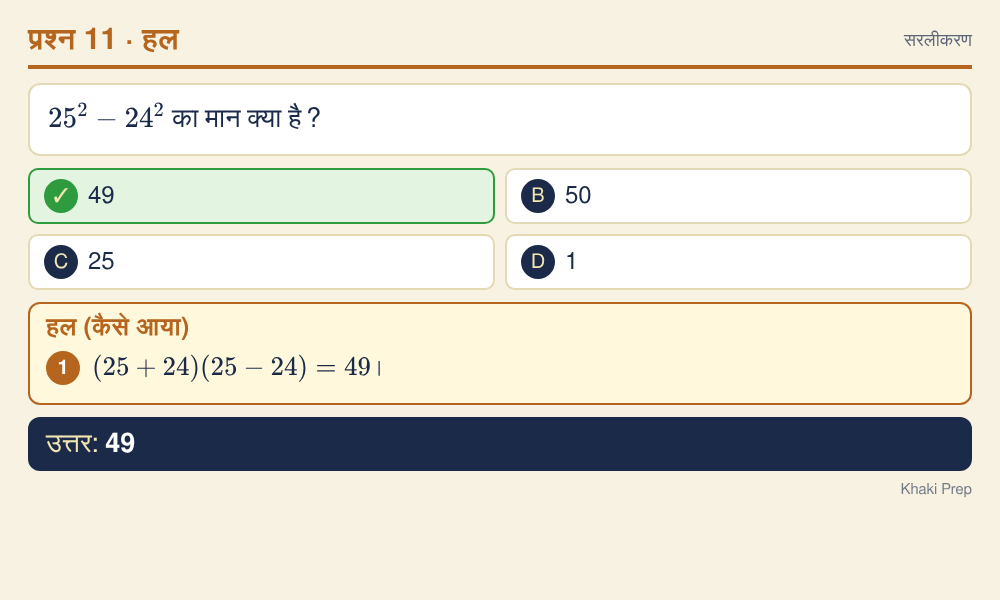 प्रश्न 11 · हल
सरलीकरण
25² − 24² का मान क्या है ?
✓ 49
B 50
C 25
D 1
हल (कैसे आया)
1 (25 + 24)(25 − 24) = 49।
उत्तर: 49
Khaki Prep